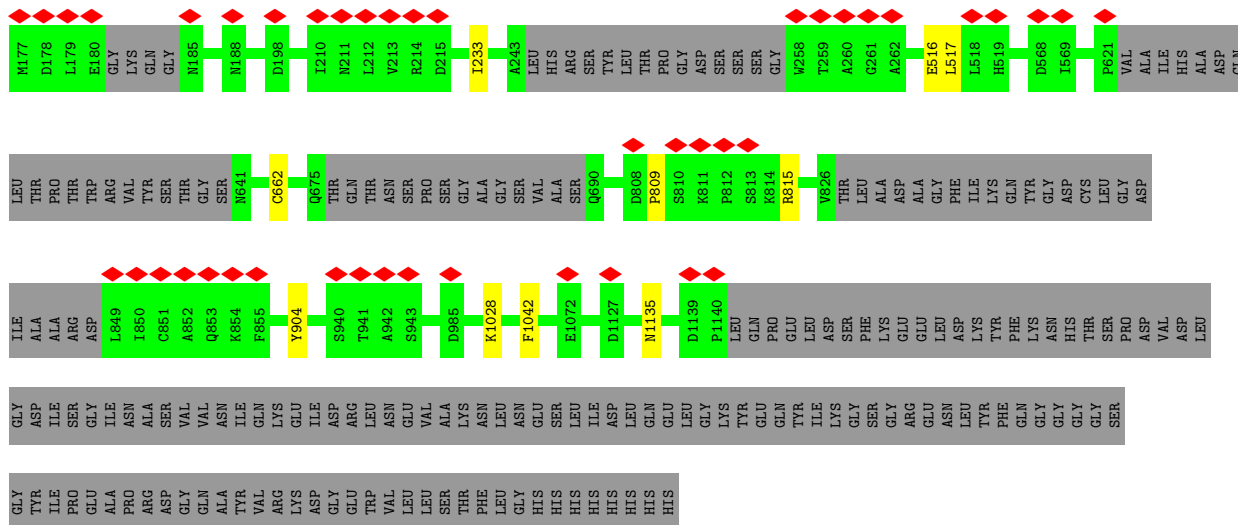 M177 D178 L179 E180 GLY LYS GLN GLY N185 N188 D198 I210 N211 L212 V213 R214 D215 I233 A243 LEU HIS ARG SER TYR LEU THR PRO GLY ASP SER SER SER GLY W258 T259 A260 G261 A262 E516 L517 L518 H519 D568 I569 P621 VAL ALA ILE HIS ALA ASP GLN
LEU THR PRO THR TRP ARG VAL TYR SER THR GLY SER N641 C662 Q675 THR GLN THR ASN SER PRO SER GLY ALA GLY SER VAL ALA SER Q690 D808 P809 S810 K811 P812 S813 K814 R815 V826 THR LEU ALA ASP ALA GLY PHE ILE LYS GLN TYR GLY ASP CYS LEU GLY ASP
ILE ALA ALA ARG ASP L849 I850 C851 A852 Q853 K854 F855 Y904 S940 T941 A942 S943 D985 K1028 F1042 E1072 D1127 N1135 D1139 P1140 LEU GLN PRO GLU LEU ASP SER PHE LYS GLU GLU LEU ASP LYS TYR PHE LYS ASN HIS THR SER PRO ASP VAL ASP LEU
GLY ASP ILE SER GLY ILE ASN ALA SER VAL VAL ASN ILE GLN LYS GLU ILE ASP ARG LEU ASN GLU VAL ALA LYS ASN LEU ASN GLU SER LEU ILE ASP LEU GLN GLU LEU GLY LYS TYR GLU GLN TYR ILE LYS GLY SER GLY ARG GLU ASN LEU TYR PHE GLN GLY GLY GLY GLY SER
GLY TYR ILE PRO GLU ALA PRO ARG ASP GLY GLN ALA TYR VAL ARG LYS ASP GLY GLU TRP VAL LEU LEU SER THR PHE LEU GLY HIS HIS HIS HIS HIS HIS HIS HIS